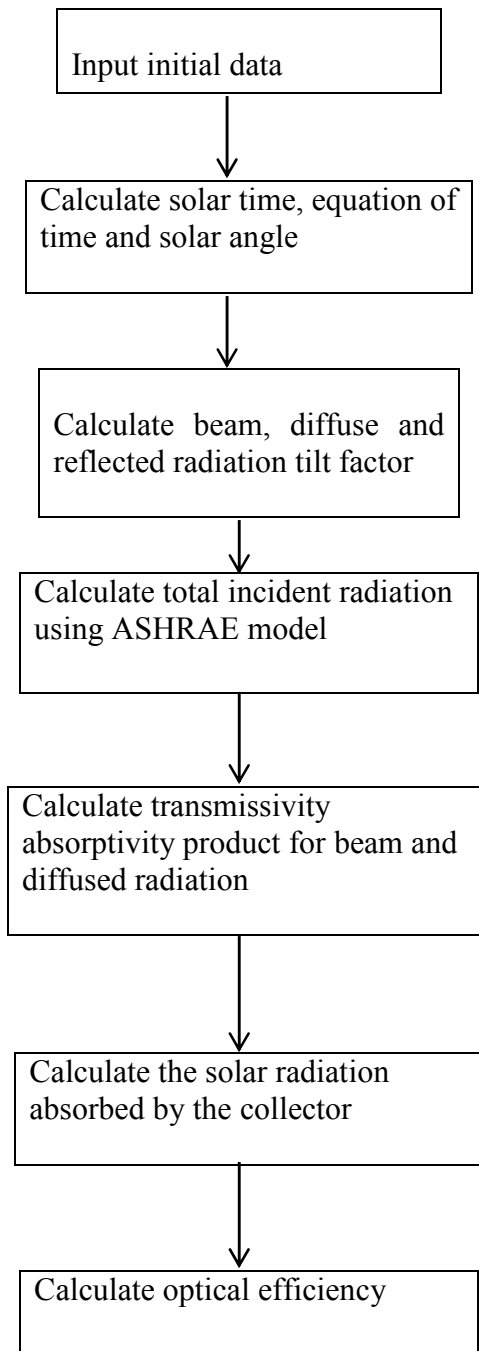 Input initial data
Calculate solar time, equation of
time and solar angle
Calculate beam, diffuse and
reflected radiation tilt factor
Calculate total incident radiation
using ASHRAE model
Calculate transmissivity
absorptivity product for beam and
diffused radiation
Calculate the solar radiation
absorbed by the collector
Calculate optical efficiency